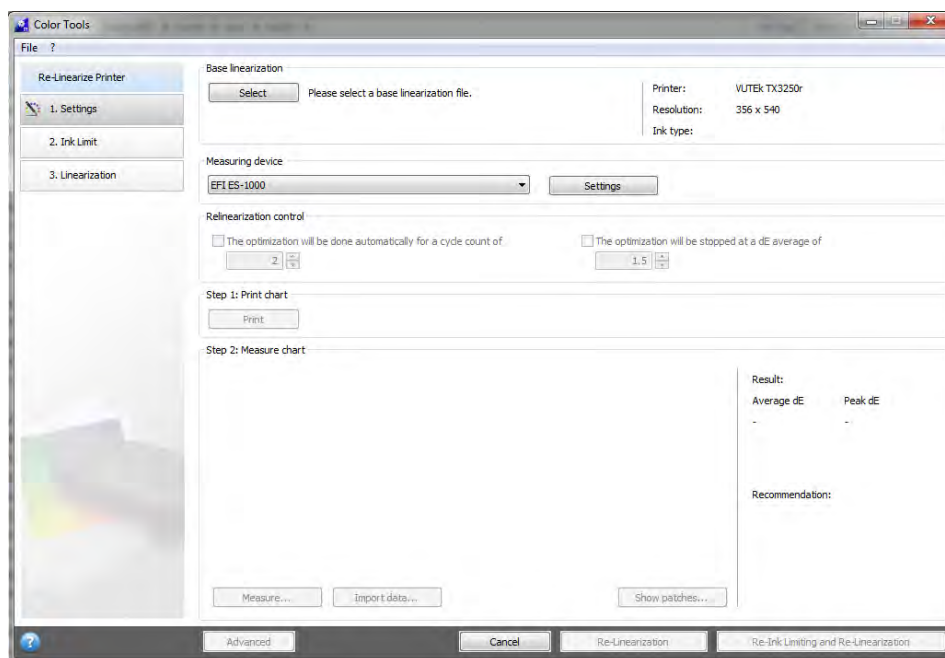 Color Tools
File ?
Re-Linearize Printer
1. Settings
2. Ink Limit
3. Linearization
Base linearization
Select
Please select a base linearization file.
Printer: VUTEk TX3250r
Resolution: 356 x 540
Ink type:
Measuring device
EFI ES-1000
Settings
Relinearization control
The optimization will be done automatically for a cycle count of
2
The optimization will be stopped at a dE average of
1.5
Step 1: Print chart
Print
Step 2: Measure chart
Result:
Average dE Peak dE
- -
Recommendation:
Measure...
Import data...
Show patches...
?
Advanced
Cancel
Re-Linearization
Re-Ink Limiting and Re-Linearization